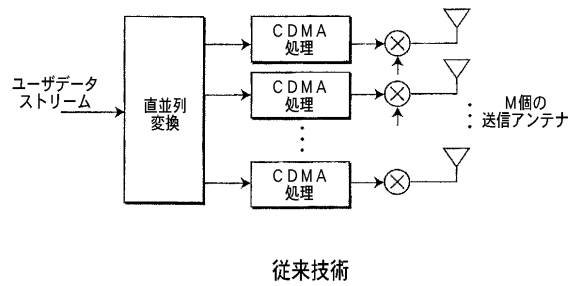 ユーザデータ
ストリーム
直並列
変換
CDMA
処理
CDMA
処理
CDMA
処理
M個の
送信アンテナ
従来技術